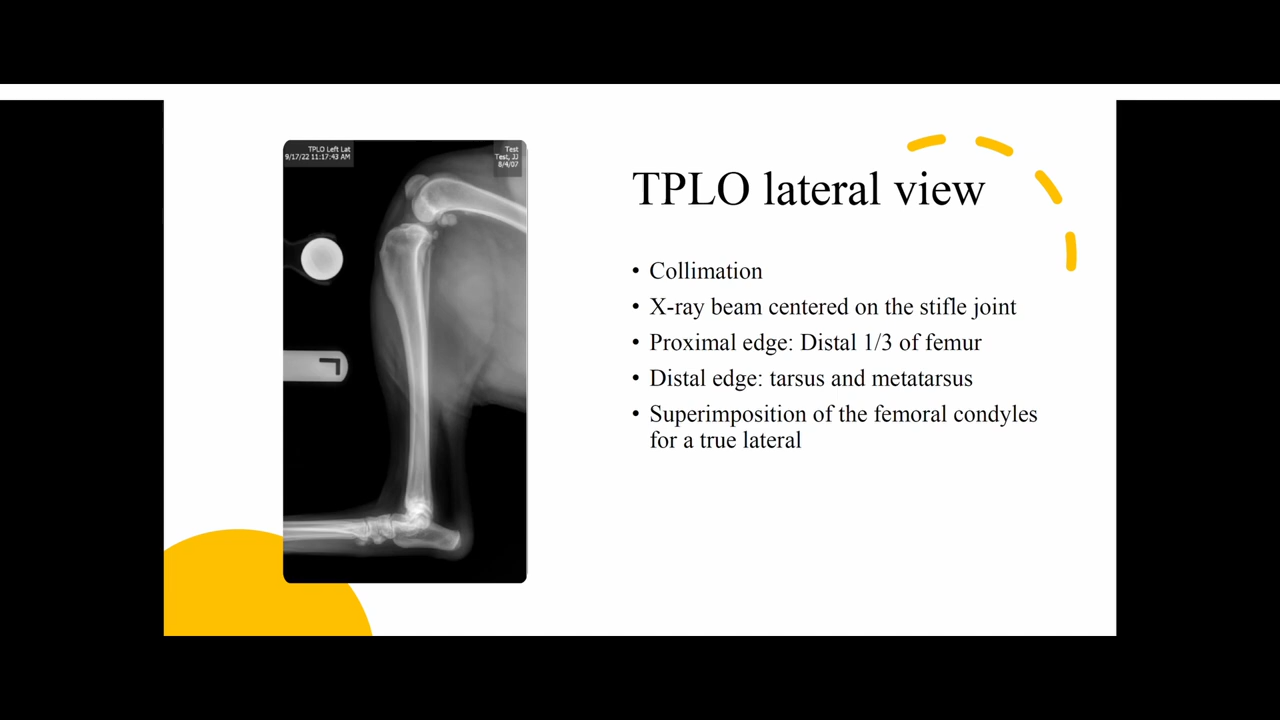 TPLO Left Lat
9/17/22 11:17:43 AM
Test
Test, JJ
8/4/07
L
TPLO lateral view
• Collimation
• X-ray beam centered on the stifle joint
• Proximal edge: Distal 1/3 of femur
• Distal edge: tarsus and metatarsus
• Superimposition of the femoral condyles
for a true lateral